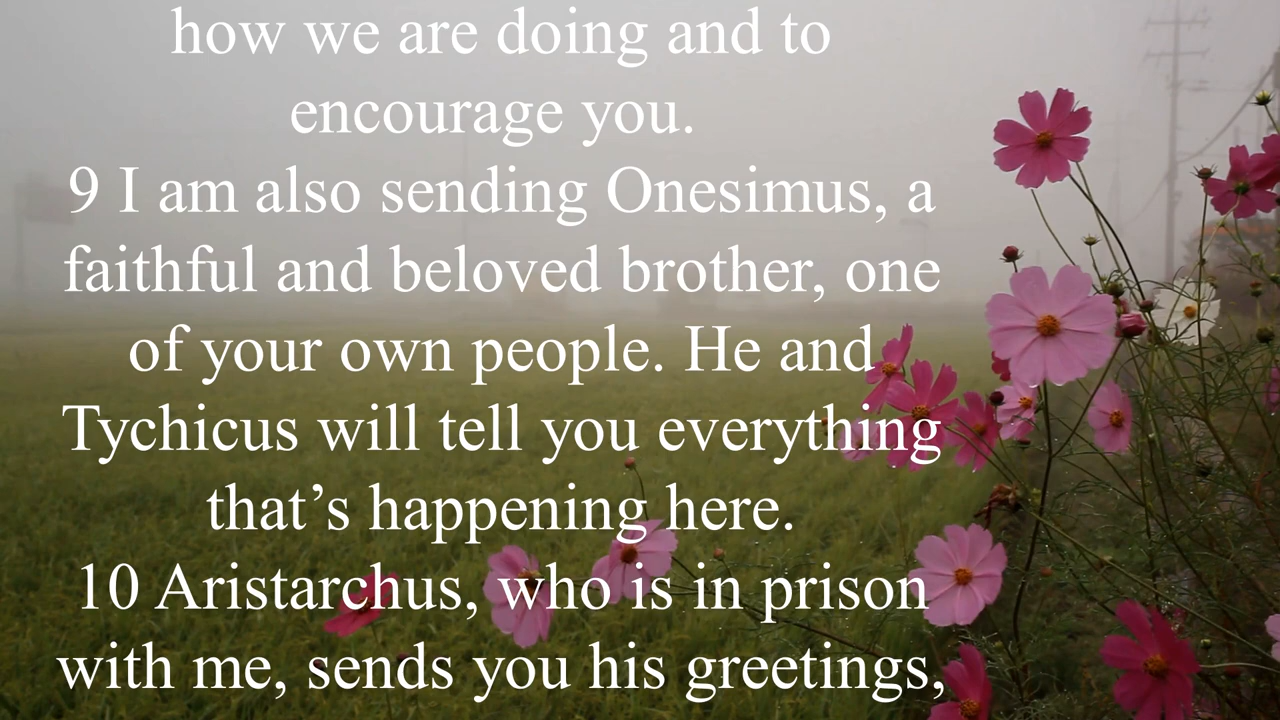 how we are doing and to
encourage you.
9 I am also sending Onesimus, a
faithful and beloved brother, one
of your own people. He and
Tychicus will tell you everything
that’s happening here.
10 Aristarchus, who is in prison
with me, sends you his greetings,